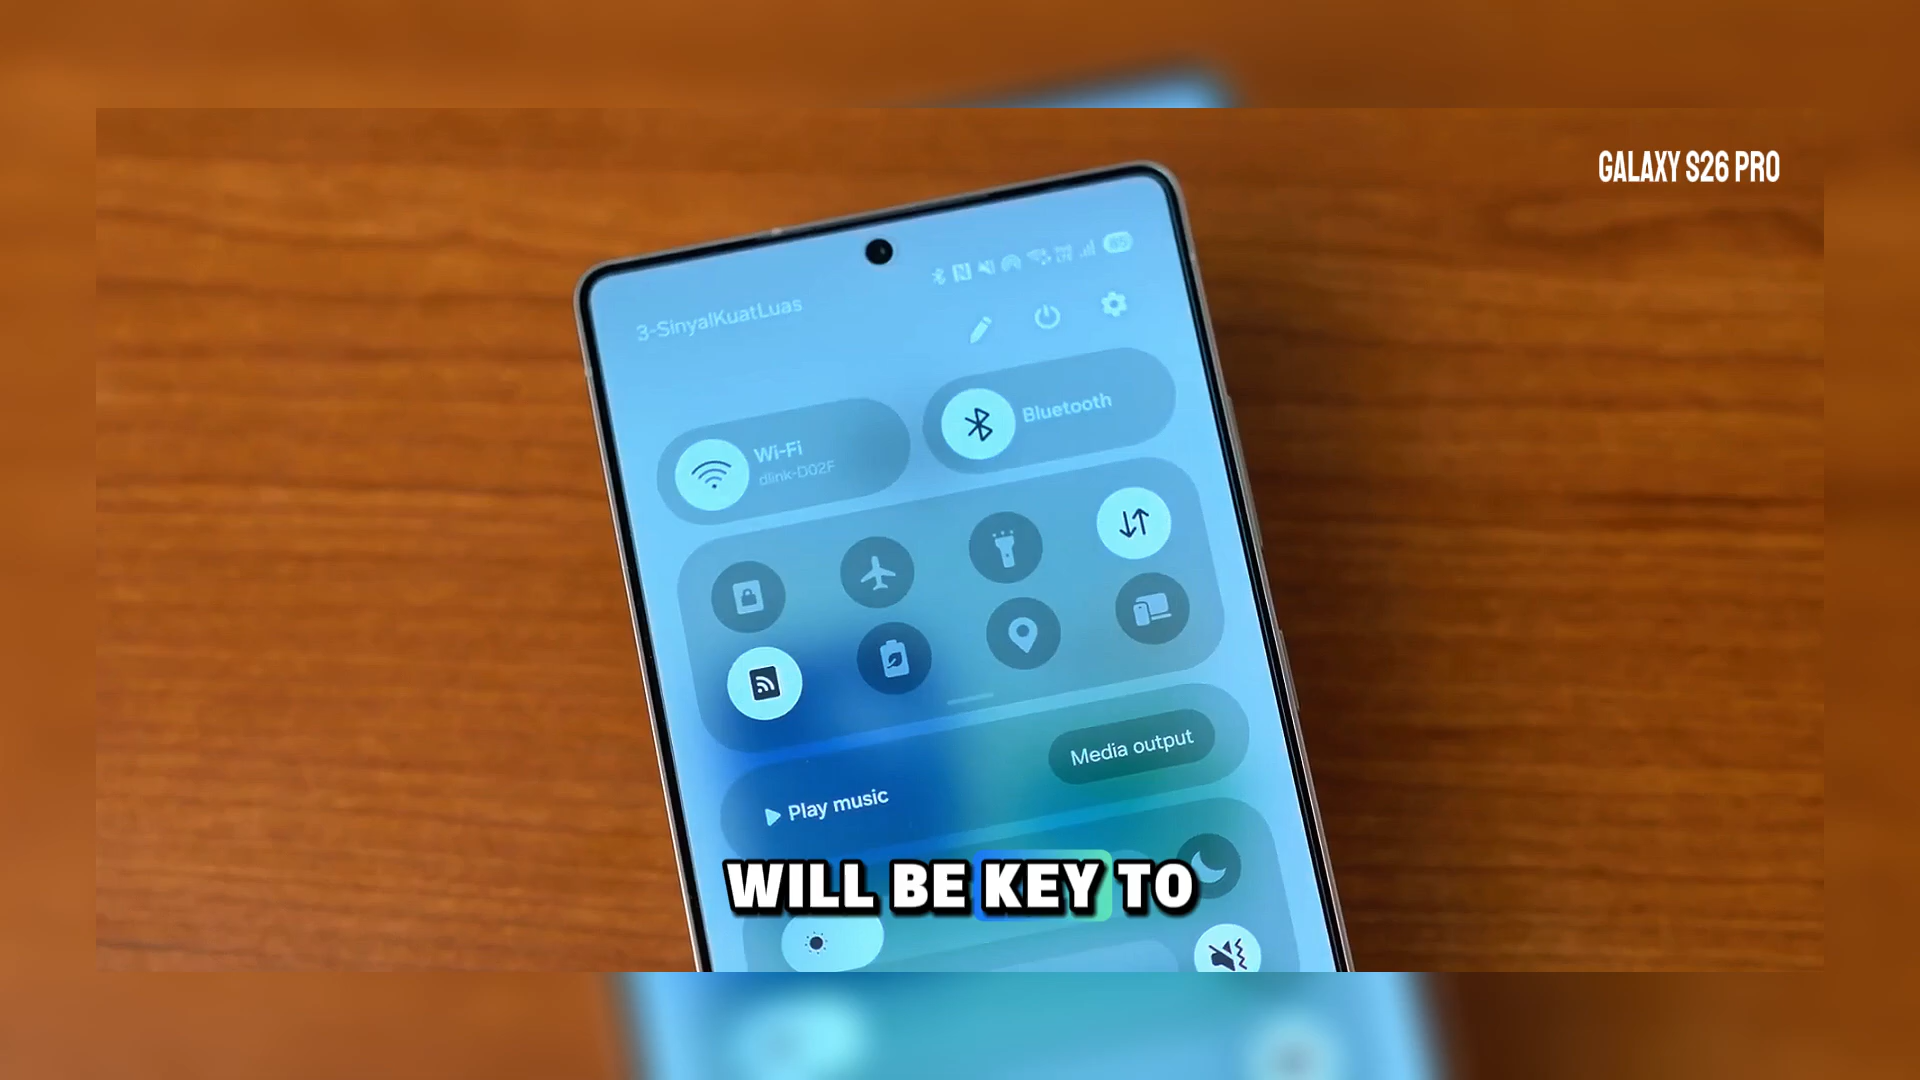 GALAXY S26 PRO
3-SinyalKuatLuas
Wi-Fi
dlink-D02F
Bluetooth
Media output
Play music
WILL BE KEY TO